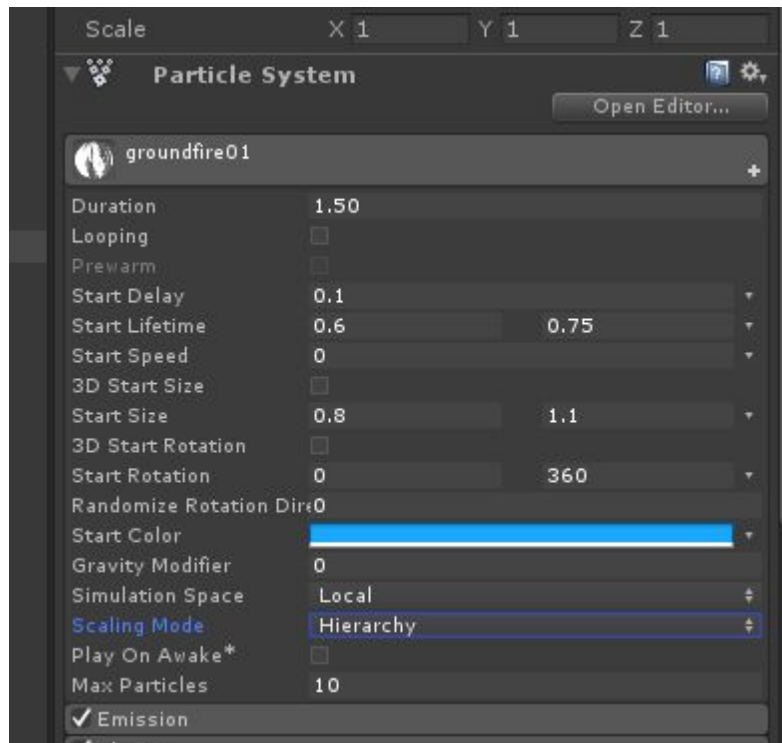 Scale X 1 Y 1 Z 1
Particle System
Open Editor...
groundfire01
Duration 1.50
Looping
Prewarm
Start Delay 0.1
Start Lifetime 0.6 0.75
Start Speed 0
3D Start Size
Start Size 0.8 1.1
3D Start Rotation
Start Rotation 0 360
Randomize Rotation Dire0
Start Color
Gravity Modifier 0
Simulation Space Local
Scaling Mode Hierarchy
Play On Awake*
Max Particles 10
Emission